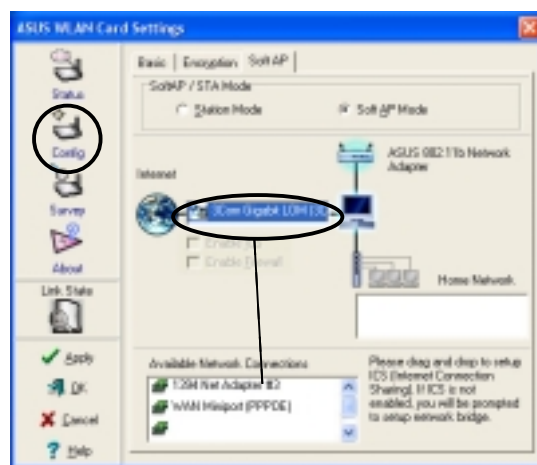 ASUS WLAN Card Settings
Status
Config
Survey
About
Link State
Apply
OK
Cancel
Help
Basic
Encryption
Soft AP
SoftAP / STA Mode
Station Mode
Soft AP Mode
Internet
ASUS 802.11b Network
Adapter
3Com Gigabit LOM (3C
Enable
Enable Firewall
Home Network
Available Network Connections
1394 Net Adapter #2
WAN Miniport (PPPOE)
Please drag and drop to setup
ICS (Internet Connection
Sharing). If ICS is not
enabled, you will be prompted
to setup network bridge.